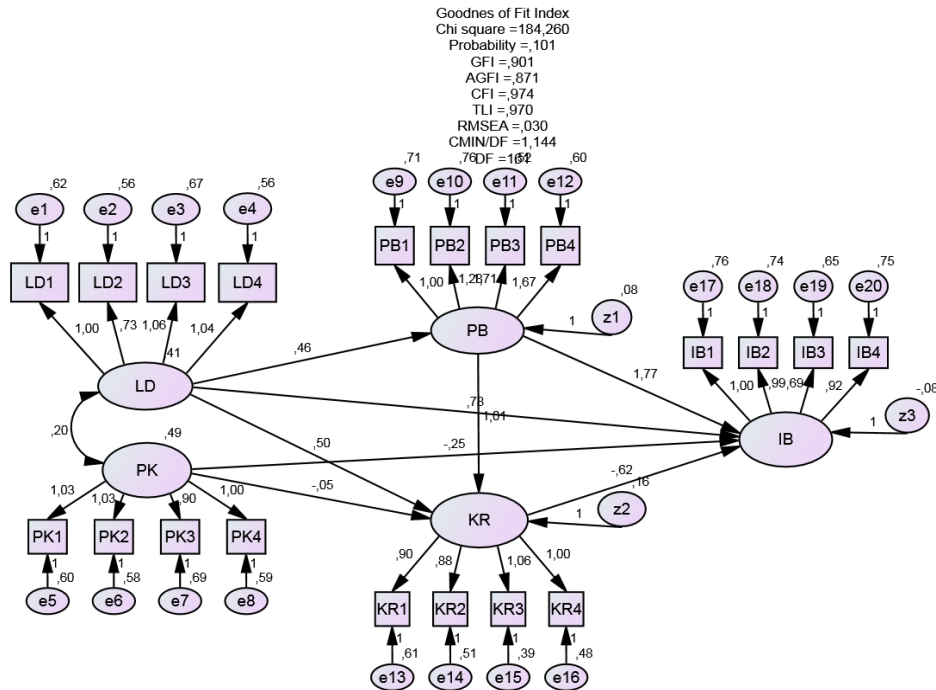 Goodnes of Fit Index
Chi square =184,260
Probability =,101
GFI =,901
AGFI =,871
CFI =,974
TLI =,970
RMSEA =,030
CMIN/DF =1,144
DF =161
,71 ,76 ,52 ,60
e9 e10 e11 e12
1 1 1 1
PB1 PB2 PB3 PB4
1,00 1,71 1,67
,62 ,56 ,67 ,56
e1 e2 e3 e4
1 1 1 1
LD1 LD2 LD3 LD4
1,00 ,73 1,06 1,04
,41
LD
,46
PB
,08
z1
1
,76 ,74 ,65 ,75
e17 e18 e19 e20
1 1 1 1
IB1 IB2 IB3 IB4
1,00 ,99 ,69 ,92
1,77
,78
1,01
,20
,50
-,25
-,05
-,62
IB
-,08
z3
1
,49
PK
1,03 1,03 ,90 1,00
PK1 PK2 PK3 PK4
1 1 1 1
,60 ,58 ,69 ,59
e5 e6 e7 e8
KR
,16
z2
1
,90 ,88 1,06 1,00
KR1 KR2 KR3 KR4
1 1 1 1
,61 ,51 ,39 ,48
e13 e14 e15 e16